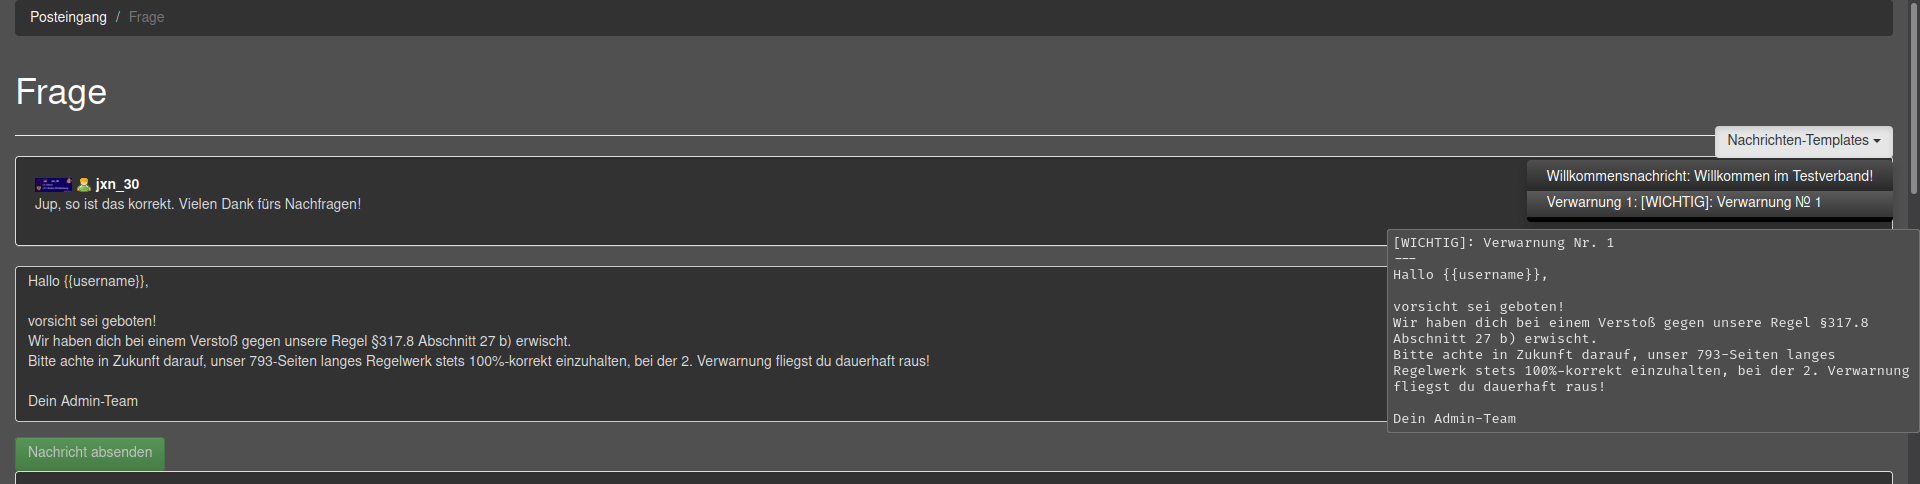 Posteingang / Frage
Frage
Nachrichten-Templates
jxn_30
Jup, so ist das korrekt. Vielen Dank fürs Nachfragen!
Willkommensnachricht: Willkommen im Testverband!
Verwarnung 1: [WICHTIG]: Verwarnung № 1
Hallo {{username}},
vorsicht sei geboten!
Wir haben dich bei einem Verstoß gegen unsere Regel §317.8 Abschnitt 27 b) erwischt.
Bitte achte in Zukunft darauf, unser 793-Seiten langes Regelwerk stets 100%-korrekt einzuhalten, bei der 2. Verwarnung fliegst du dauerhaft raus!
Dein Admin-Team
[WICHTIG]: Verwarnung Nr. 1
---
Hallo {{username}},
vorsicht sei geboten!
Wir haben dich bei einem Verstoß gegen unsere Regel §317.8
Abschnitt 27 b) erwischt.
Bitte achte in Zukunft darauf, unser 793-Seiten langes
Regelwerk stets 100%-korrekt einzuhalten, bei der 2. Verwarnung
fliegst du dauerhaft raus!
Dein Admin-Team
Nachricht absenden